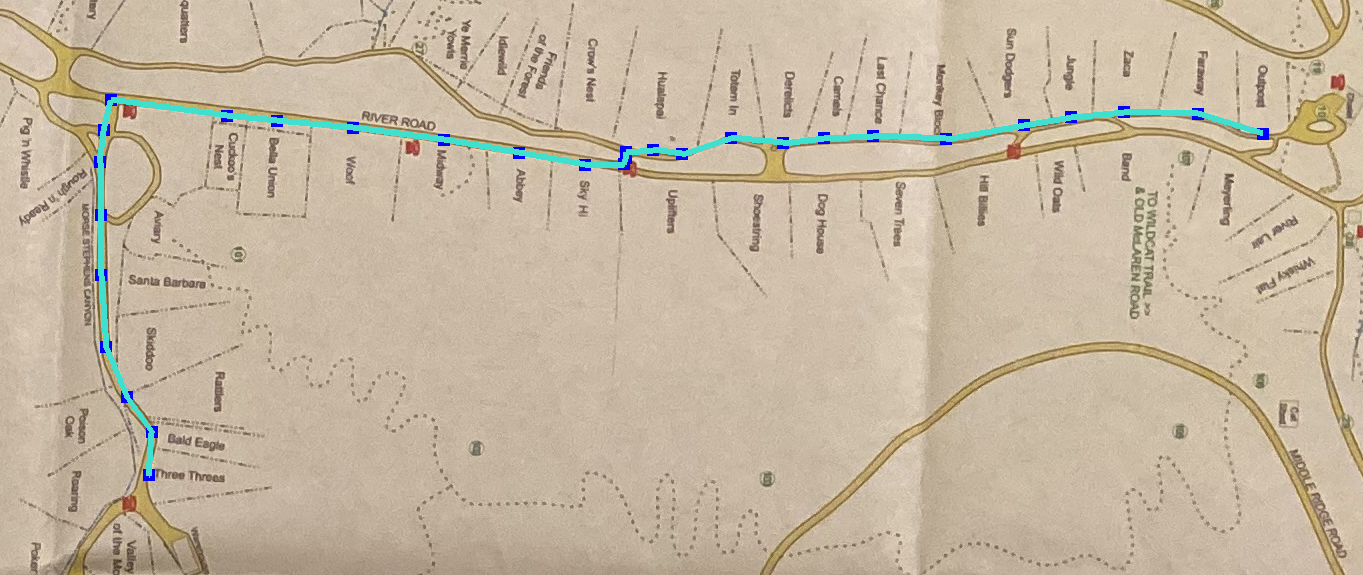 Ye Merrie
Yowls
Idlewild
Friends
of the Forest
Crow's Nest
Hualapai
Totem In
Derelicts
Camels
Last Chance
Monkey Block
Sun Dodgers
Jungle
Zaca
Faraway
Outpost
RIVER ROAD
Pig 'n Whistle
Rough 'n Ready
Cuckoo's
Nest
Bella Union
Woof
Midway
Abbey
Sky Hi
Uplifters
Shoestring
Dog House
Seven Trees
Hill Billies
Wild Oats
Band
Meyerling
River Lair
Whisky Flat
TO WILDCAT TRAIL >>
& OLD McLAREN ROAD
MORSE STEPHENS CANYON
Aviary
Santa Barbara
Skiddoo
Rattlers
Poison
Oak
Bald Eagle
Three Threes
Roaring
Valley
of the Mo
Poker
MIDDLE RIDGE ROAD